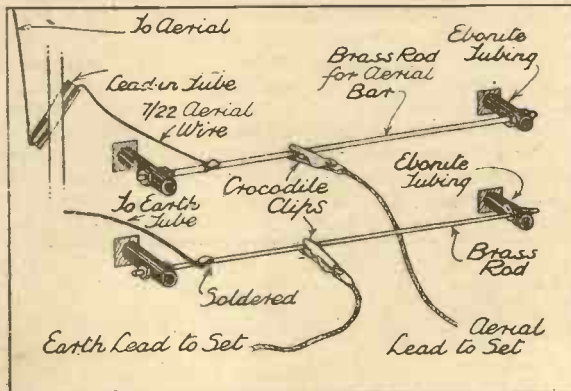 To Aerial
Lead-in Tube
7/22 Aerial
Wire
Brass Rod
for Aerial
Bar
Ebonite
Tubing
Crocodile
Clips
Ebonite
Tubing
To Earth
Tube
Soldered
Brass
Rod
Earth Lead to Set
Aerial
Lead to Set